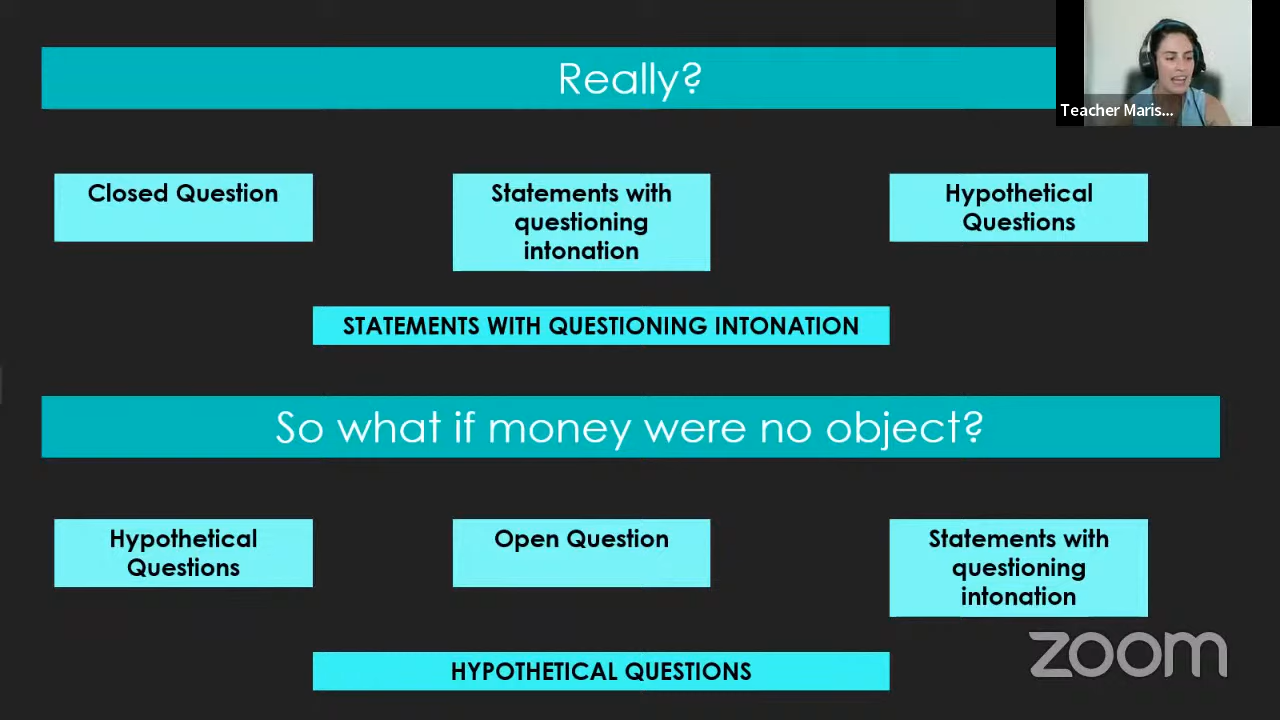 Really?
Teacher Maris...
Closed Question
Statements with
questioning
intonation
Hypothetical
Questions
STATEMENTS WITH QUESTIONING INTONATION
So what if money were no object?
Hypothetical
Questions
Open Question
Statements with
questioning
intonation
HYPOTHETICAL QUESTIONS
zoom